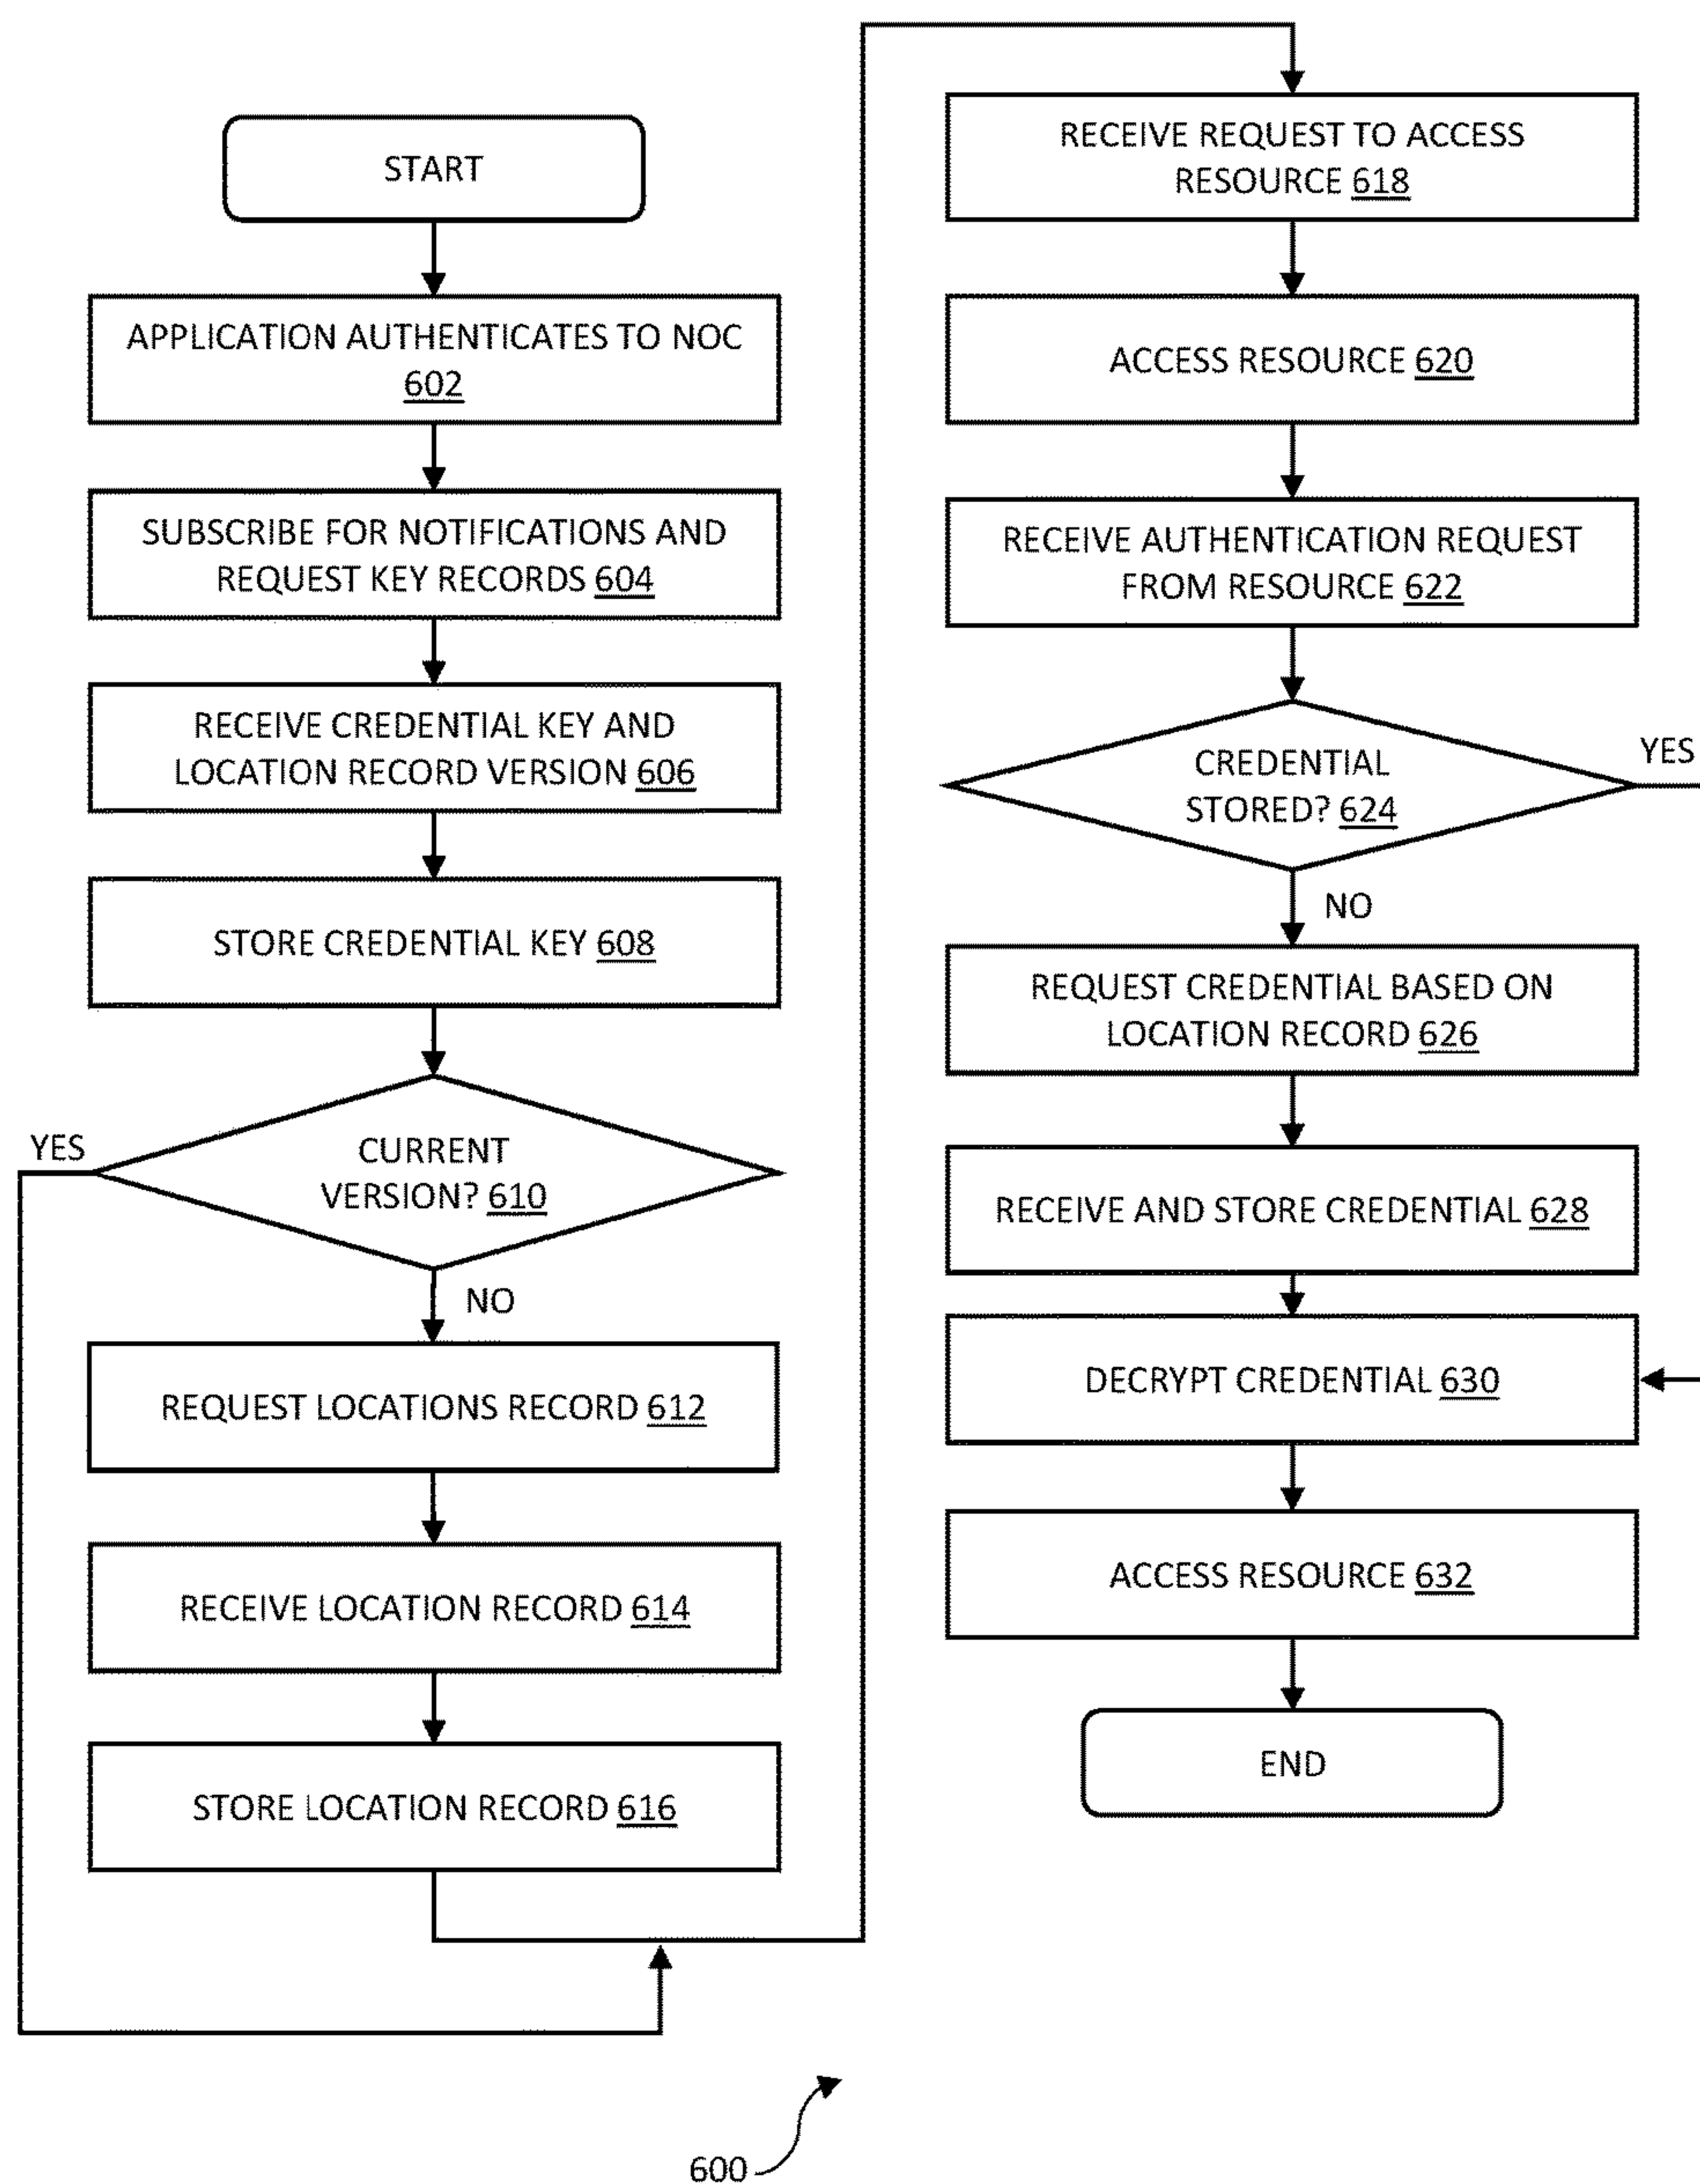 START
APPLICATION AUTHENTICATES TO NOC
602
SUBSCRIBE FOR NOTIFICATIONS AND
REQUEST KEY RECORDS 604
RECEIVE CREDENTIAL KEY AND
LOCATION RECORD VERSION 606
STORE CREDENTIAL KEY 608
YES
CURRENT
VERSION? 610
NO
REQUEST LOCATIONS RECORD 612
RECEIVE LOCATION RECORD 614
STORE LOCATION RECORD 616
RECEIVE REQUEST TO ACCESS
RESOURCE 618
ACCESS RESOURCE 620
RECEIVE AUTHENTICATION REQUEST
FROM RESOURCE 622
YES
CREDENTIAL
STORED? 624
NO
REQUEST CREDENTIAL BASED ON
LOCATION RECORD 626
RECEIVE AND STORE CREDENTIAL 628
DECRYPT CREDENTIAL 630
ACCESS RESOURCE 632
END
600